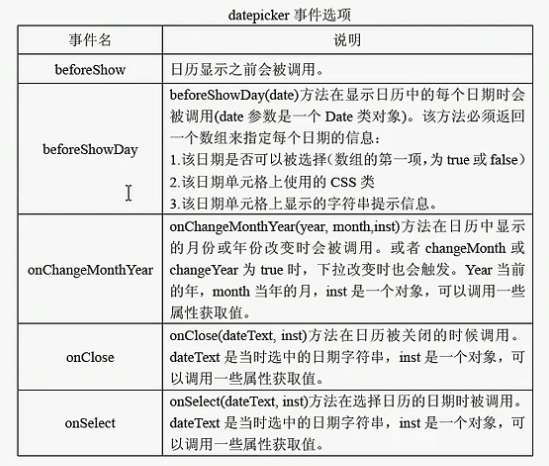 datepicker 事件选项
事件名
说明
beforeShow
日历显示之前会被调用。
beforeShowDay
beforeShowDay(date)方法在显示日历中的每个日期时会
被调用(date 参数是一个 Date 类对象)。该方法必须返回
一个数组来指定每个日期的信息：
1.该日期是否可以被选择(数组的第一项,为 true 或 false)
2.该日期单元格上使用的 CSS 类
3.该日期单元格上显示的字符串提示信息。
onChangeMonthYear
onChangeMonthYear(year, month,inst)方法在日历中显示
的月份或年份改变时会被调用。或者 changeMonth 或
changeYear 为 true 时，下拉改变时也会触发。Year 当前
的年，month 当年的月，inst 是一个对象，可以调用一些
属性获取值。
onClose
onClose(dateText, inst)方法在日历被关闭的时候调用。
dateText 是当时选中的日期字符串，inst 是一个对象，可
以调用一些属性获取值。
onSelect
onSelect(dateText, inst)方法在选择日历的日期时被调用。
dateText 是当时选中的日期字符串，inst 是一个对象，可
以调用一些属性获取值。